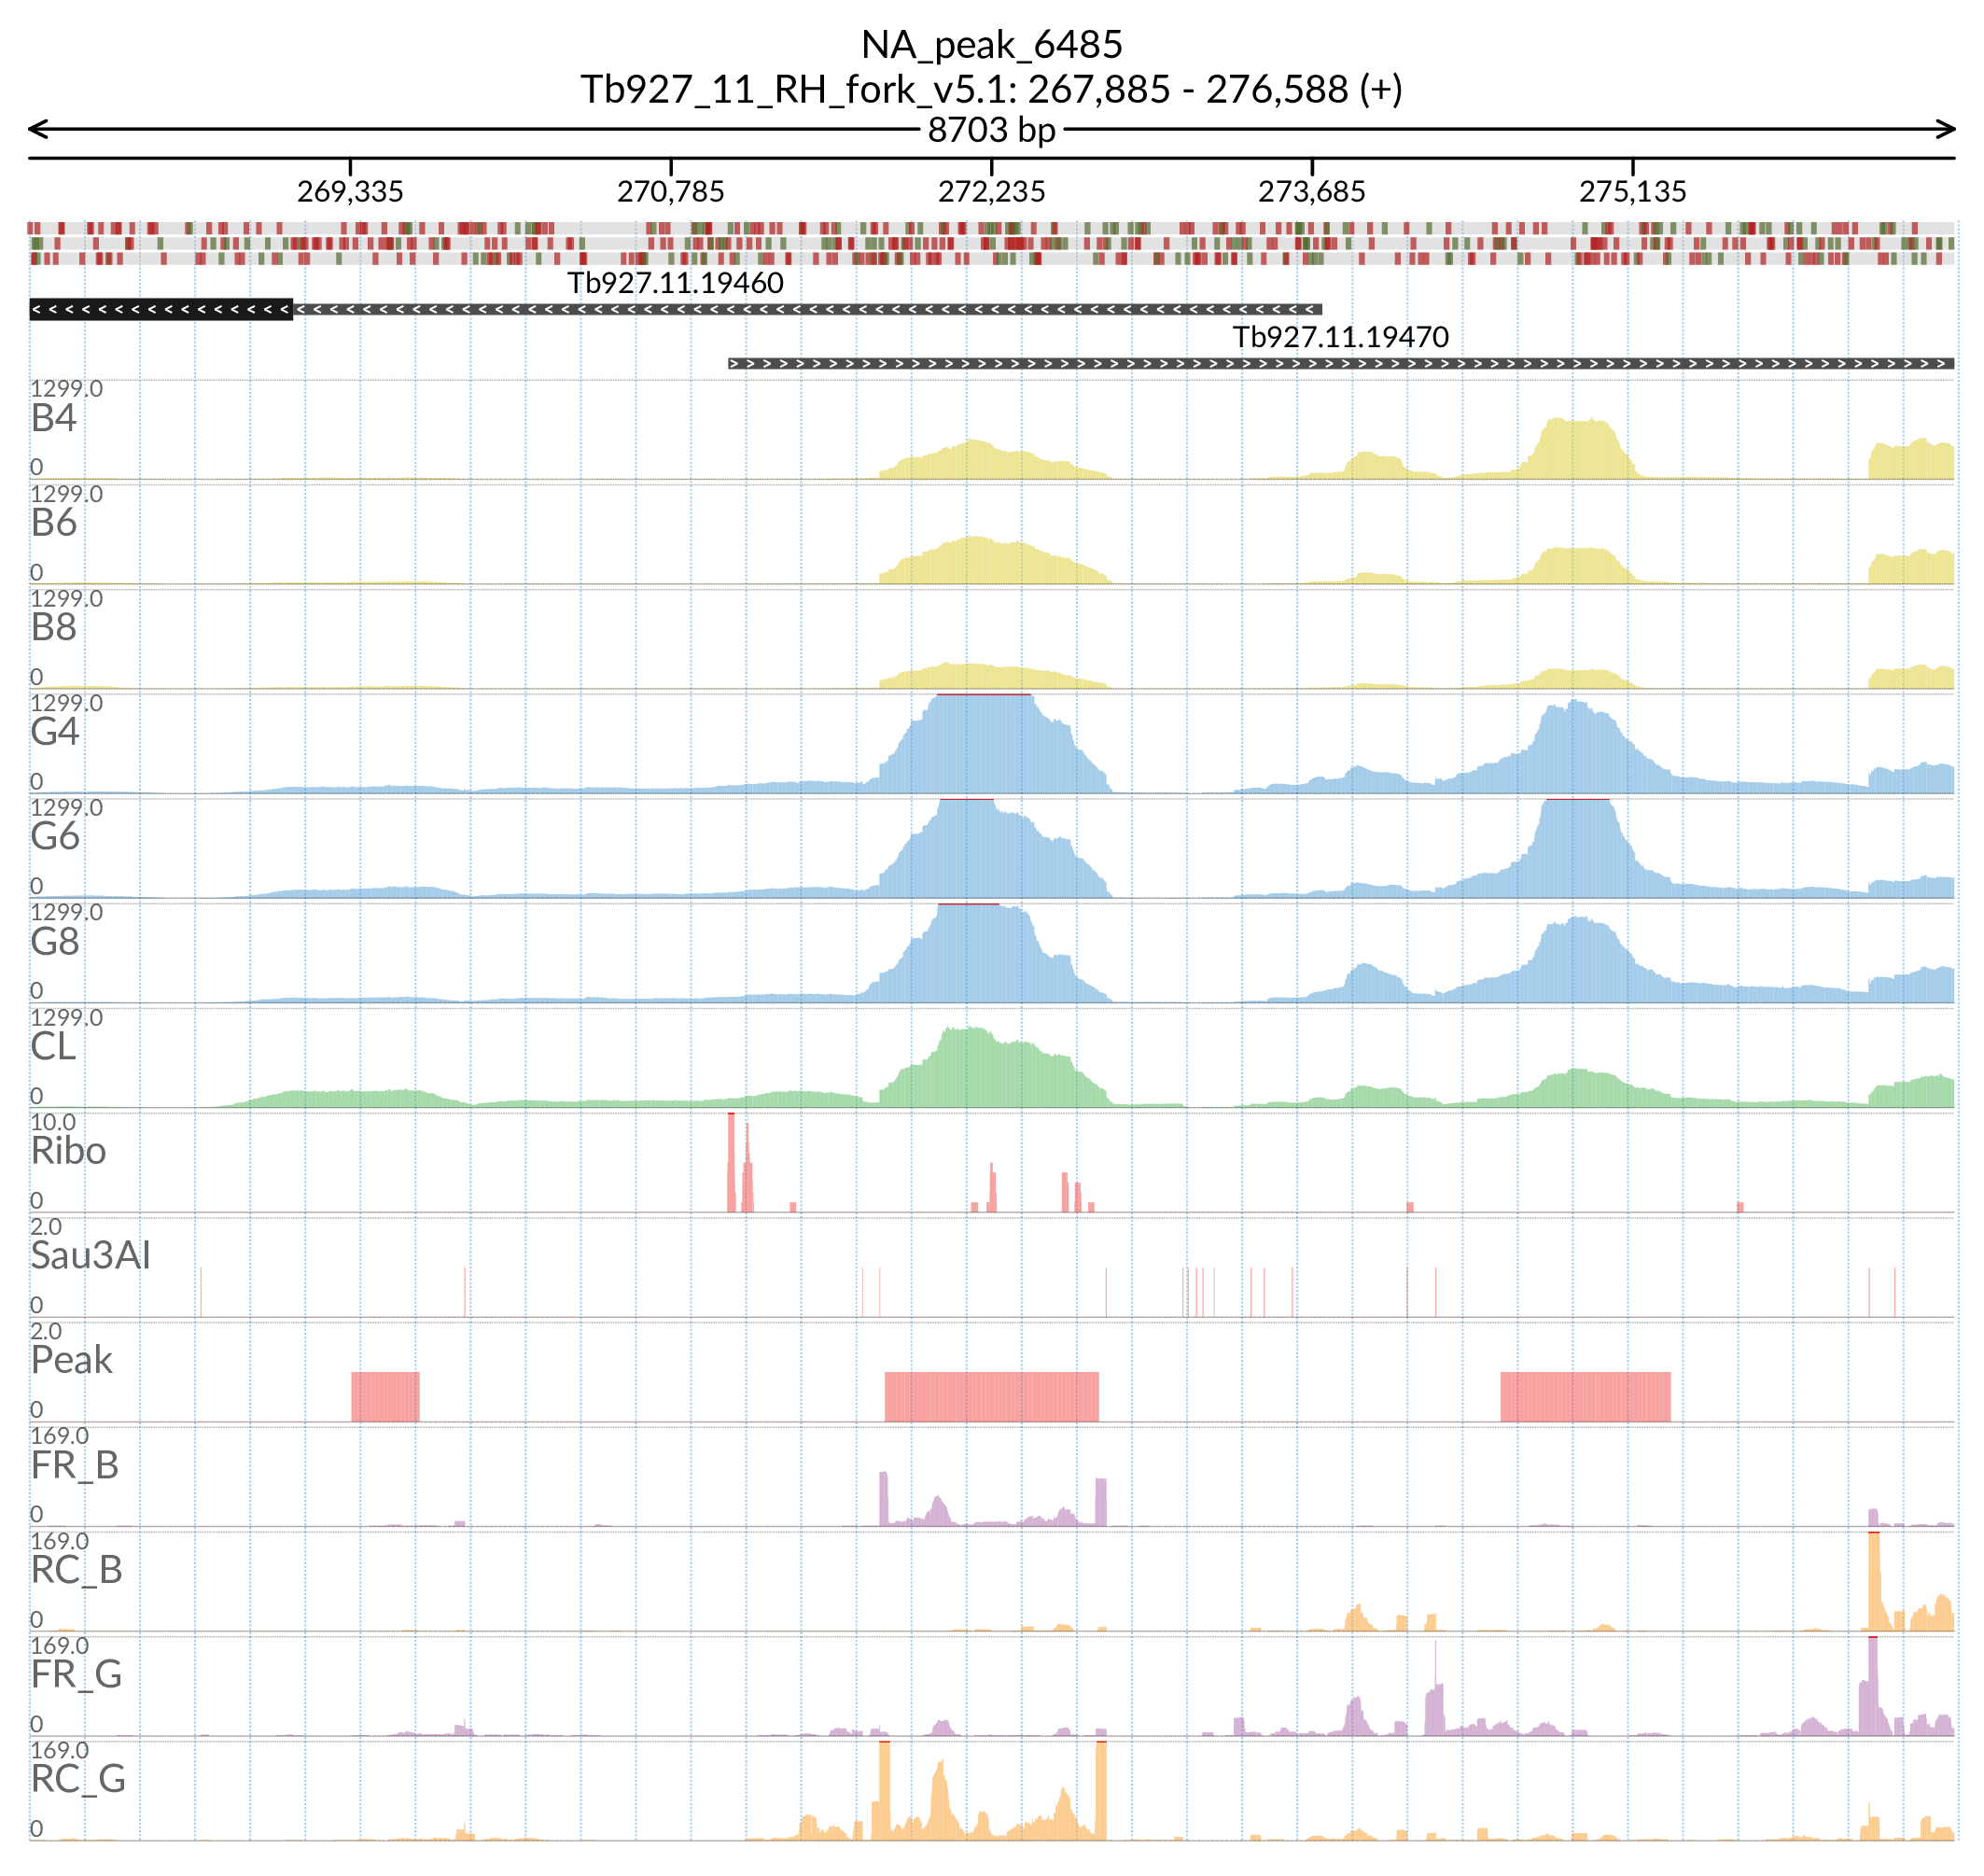 NA_peak_6485
Tb927_11_RH_fork_v5.1: 267,885 - 276,588 (+)
8703 bp
269,335 270,785 272,235 273,685 275,135
Tb927.11.19460
Tb927.11.19470
1299.0
B4
0
1299.0
B6
0
1299.0
B8
0
1299.0
G4
0
1299.0
G6
0
1299.0
G8
0
1299.0
CL
0
10.0
Ribo
0
2.0
Sau3AI
0
2.0
Peak
0
169.0
FR_B
0
169.0
RC_B
0
169.0
FR_G
0
169.0
RC_G
0